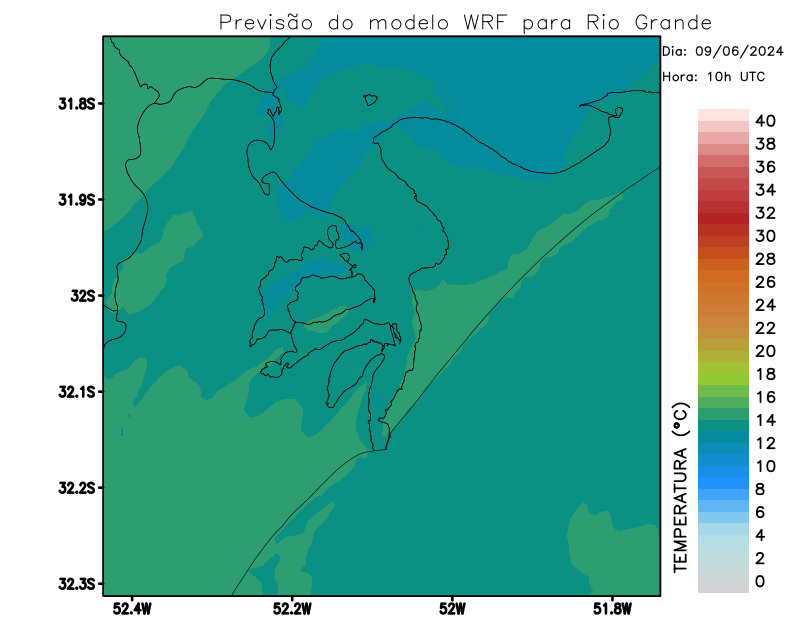 Previsão do modelo WRF para Rio Grande
Dia: 09/06/2024
Hora: 10h UTC
31.8S
31.9S
32S
32.1S
32.2S
32.3S
52.4W
52.2W
52W
51.8W
TEMPERATURA (°C)
40
38
36
34
32
30
28
26
24
22
20
18
16
14
12
10
8
6
4
2
0